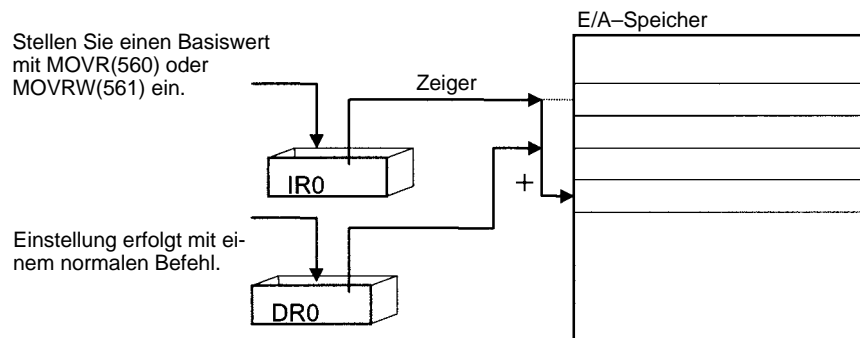 E/A–Speicher
Stellen Sie einen Basiswert
mit MOVR(560) oder
MOVRW(561) ein.
Zeiger
IR0
+
Einstellung erfolgt mit ei-
nem normalen Befehl.
DR0